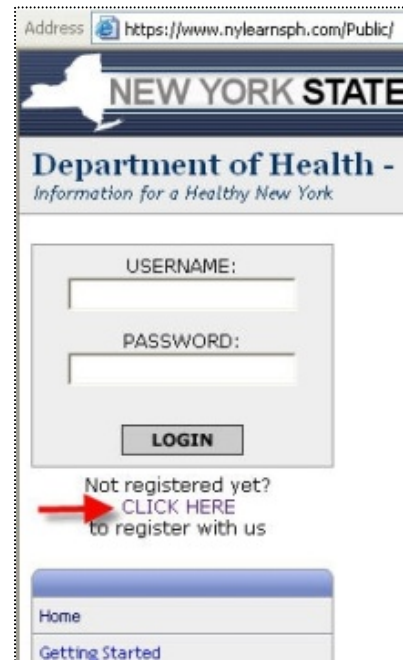 Address https://www.nylearnsph.com/Public/
NEW YORK STATE
Department of Health -
Information for a Healthy New York
USERNAME:
PASSWORD:
LOGIN
Not registered yet?
CLICK HERE
to register with us
Home
Getting Started